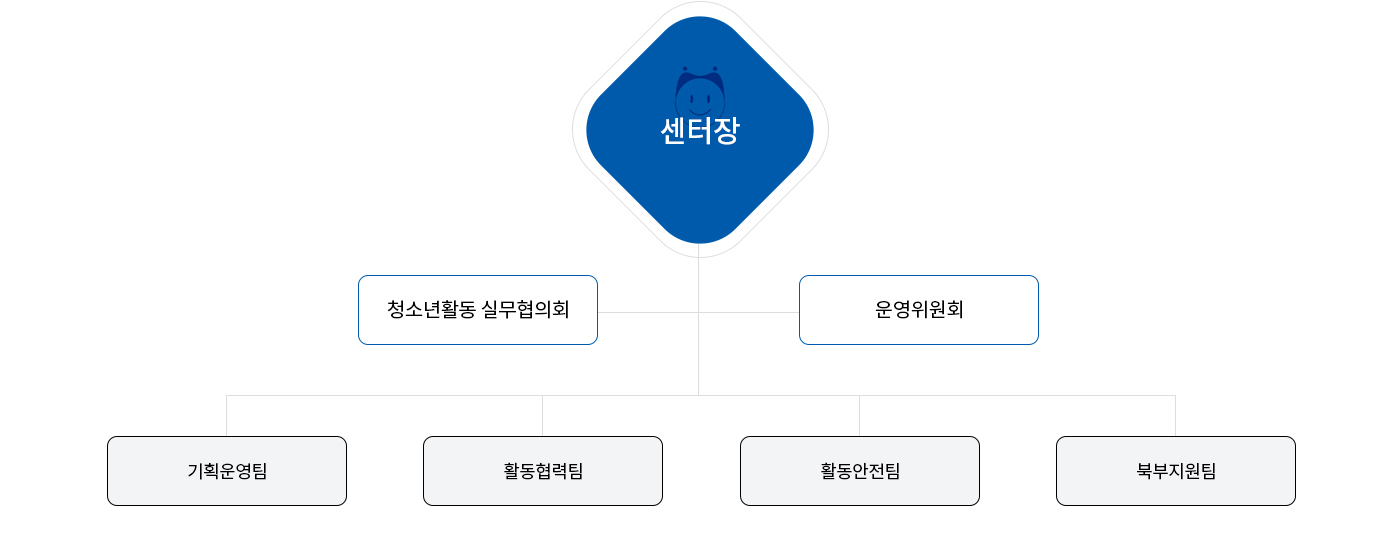 센터장
청소년활동 실무협의회
운영위원회
기획운영팀
활동협력팀
활동안전팀
북부지원팀